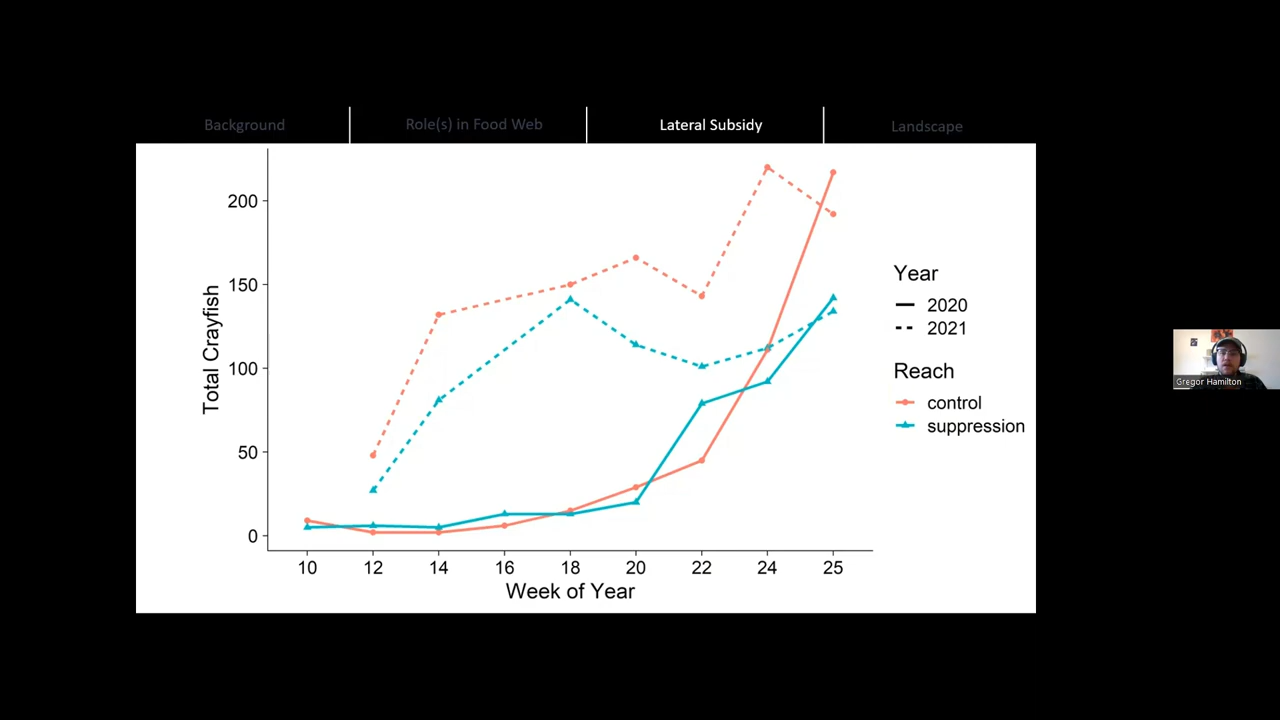 Background
Role(s) in Food Web
Lateral Subsidy
Landscape
200
150
100
50
0
Total Crayfish
10 12 14 16 18 20 22 24 25
Week of Year
Year
2020
2021
Reach
control
suppression
Gregor Hamilton